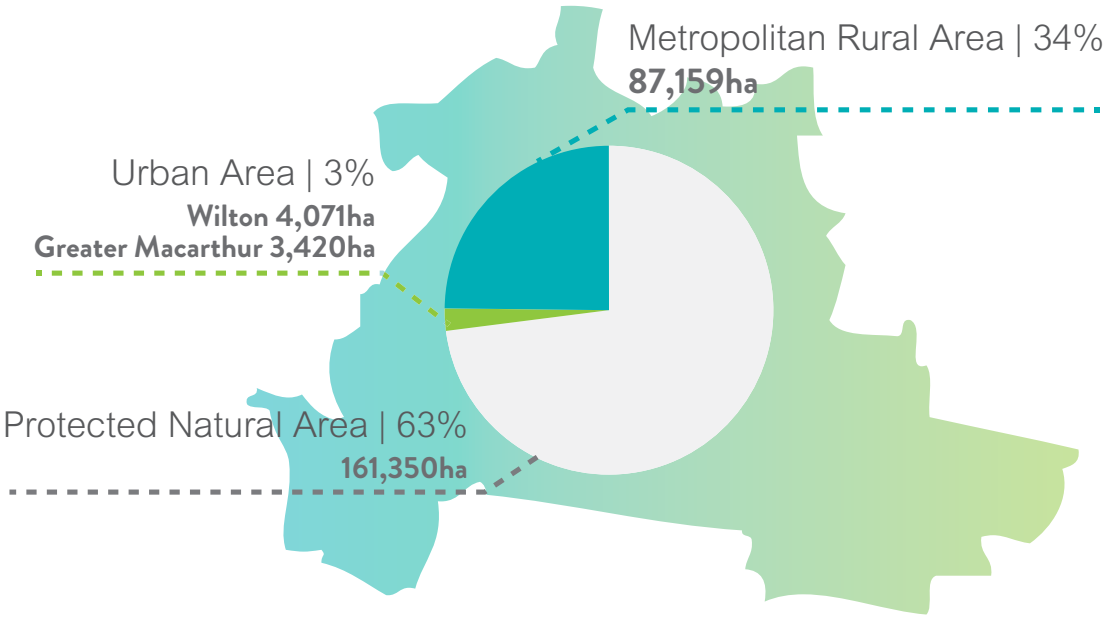 Metropolitan Rural Area | 34%
87,159ha
Urban Area | 3%
Wilton 4,071ha
Greater Macarthur 3,420ha
Protected Natural Area | 63%
161,350ha